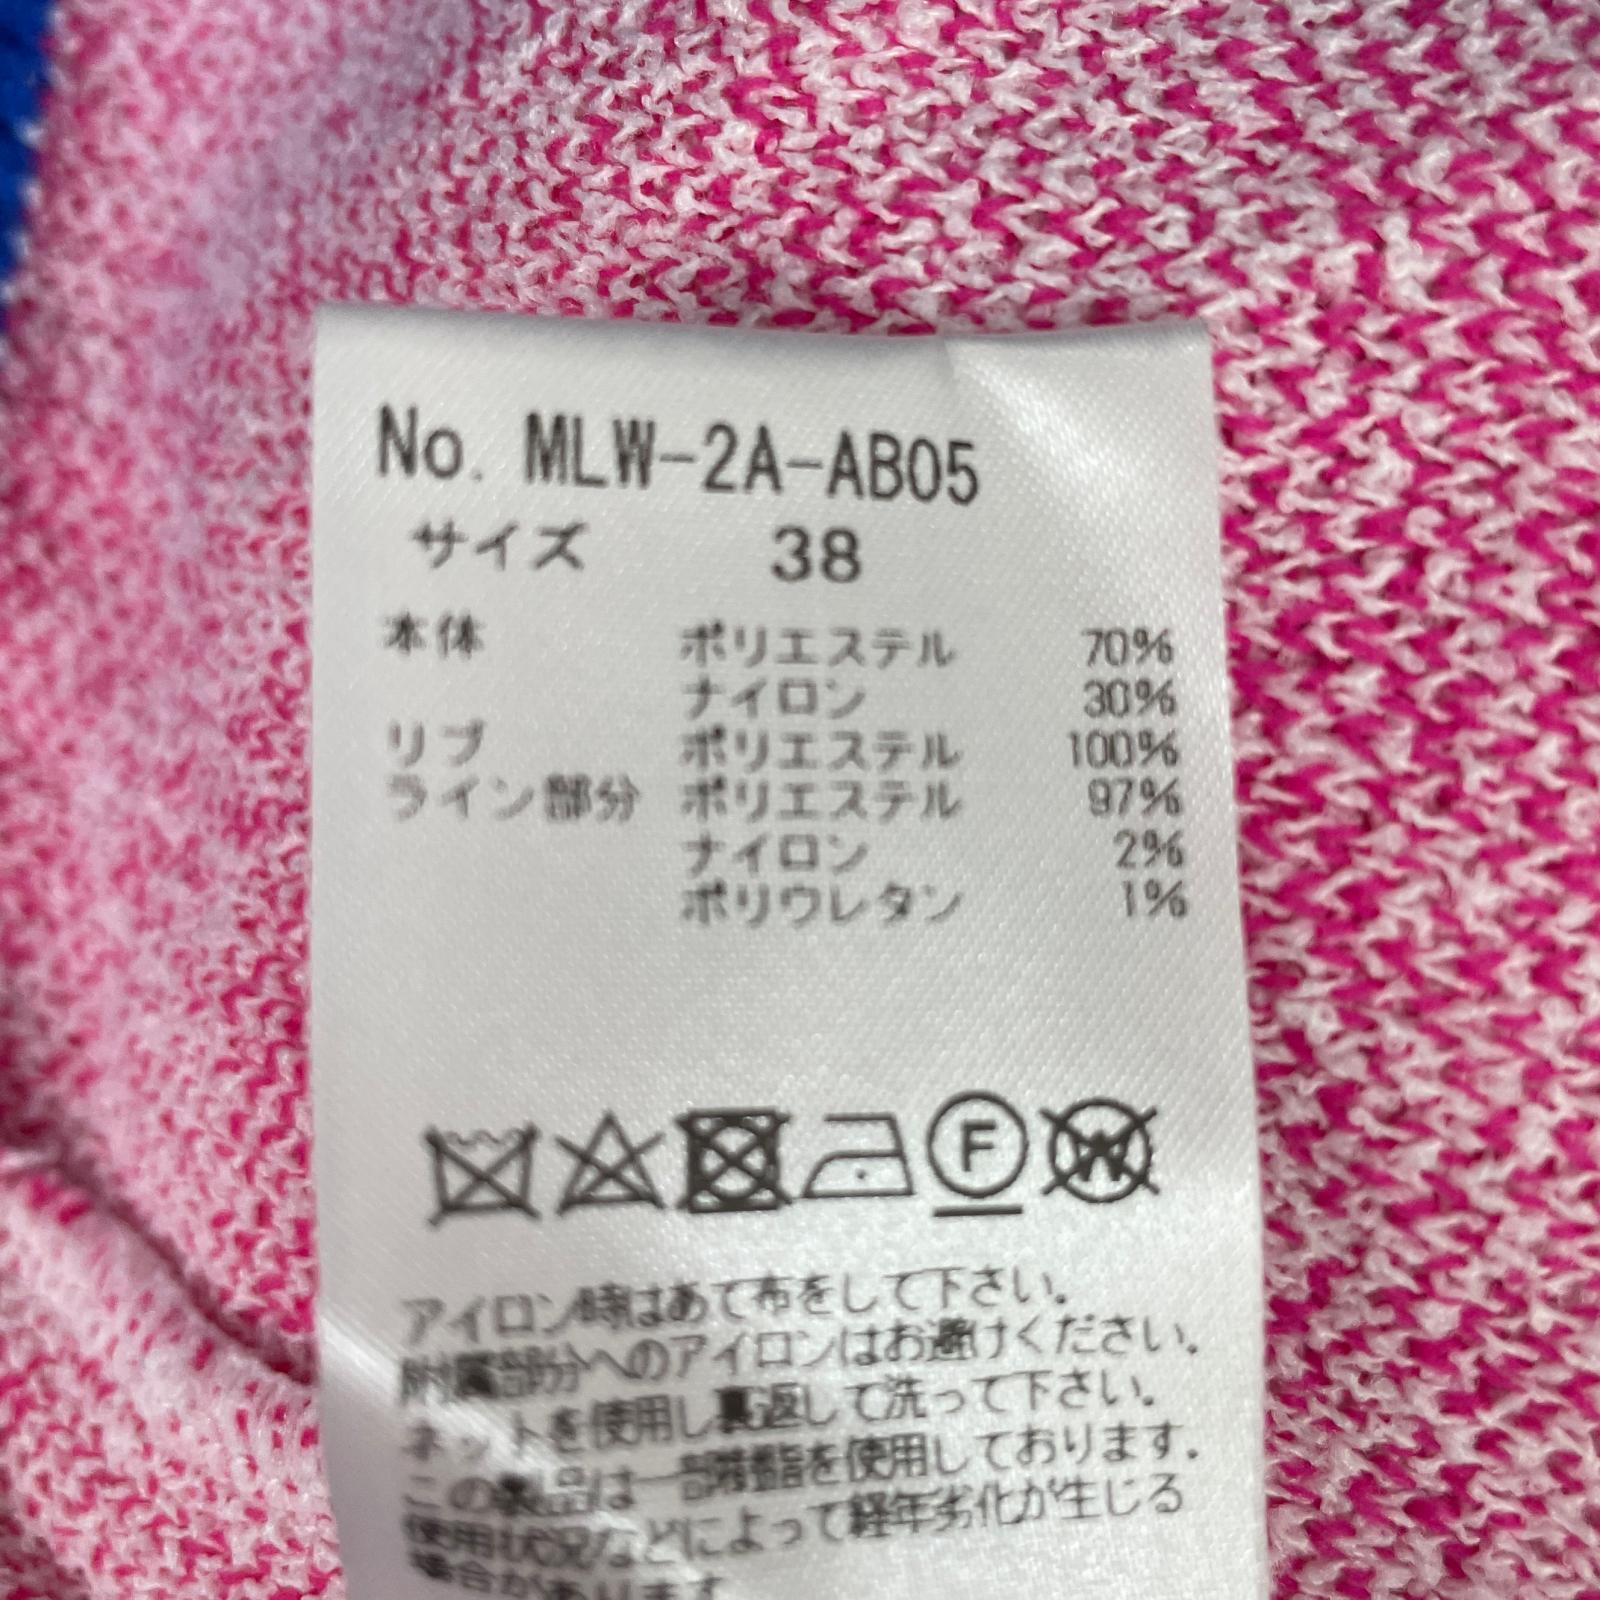 No. MLW-2A-AB05
サイズ 38
本体 ポリエステル 70%
ナイロン 30%
リブ ポリエステル 100%
ライン部分 ポリエステル 97%
ナイロン 2%
ポリウレタン 1%
F W
アイロン時はあて布をして下さい.
附属部分へのアイロンはお避けください.
ネットを使用し裏返して洗って下さい.
この製品は一部樹脂を使用しております.
使用状況などによって経年劣化が生じる
場合があります